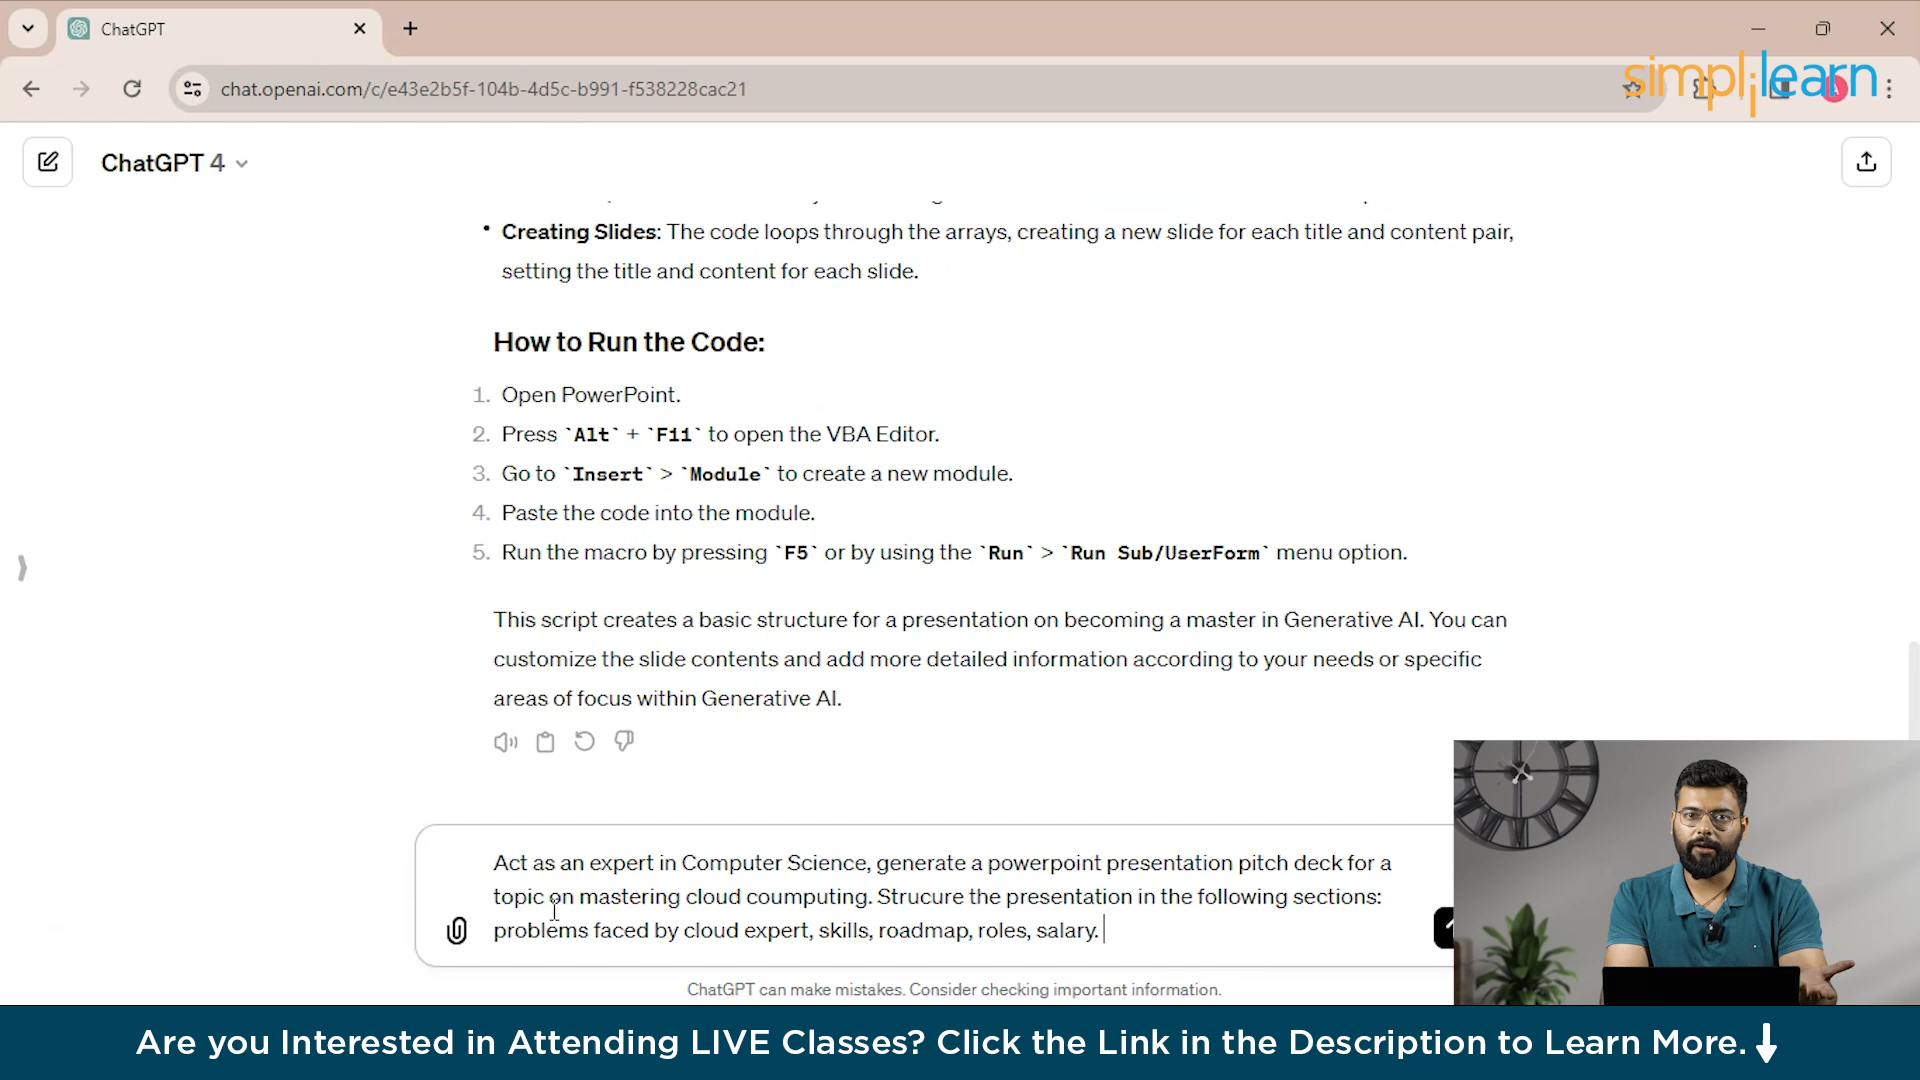 ChatGPT
chat.openai.com/c/e43e2b5f-104b-4d5c-b991-f538228cac21
simplilearn
ChatGPT 4
• Creating Slides: The code loops through the arrays, creating a new slide for each title and content pair,
setting the title and content for each slide.
How to Run the Code:
1. Open PowerPoint.
2. Press `Alt` + `F11` to open the VBA Editor.
3. Go to `Insert` > `Module` to create a new module.
4. Paste the code into the module.
5. Run the macro by pressing `F5` or by using the `Run` > `Run Sub/UserForm` menu option.
This script creates a basic structure for a presentation on becoming a master in Generative AI. You can
customize the slide contents and add more detailed information according to your needs or specific
areas of focus within Generative AI.
Act as an expert in Computer Science, generate a powerpoint presentation pitch deck for a
topic on mastering cloud coumputing. Strucure the presentation in the following sections:
problems faced by cloud expert, skills, roadmap, roles, salary.
ChatGPT can make mistakes. Consider checking important information.
Are you Interested in Attending LIVE Classes? Click the Link in the Description to Learn More.